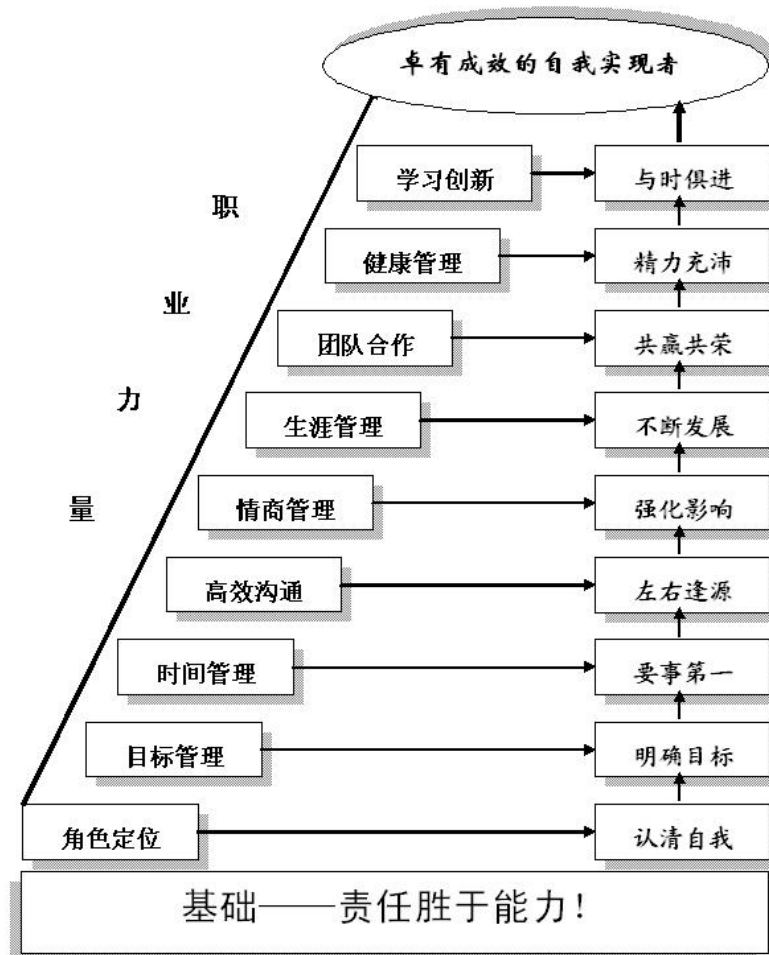 卓有成效的自我实现者
学习创新 与时俱进
健康管理 精力充沛
团队合作 共赢共荣
生涯管理 不断发展
情商管理 强化影响
高效沟通 左右逢源
时间管理 要事第一
目标管理 明确目标
角色定位 认清自我
职业力量
基础——责任胜于能力！